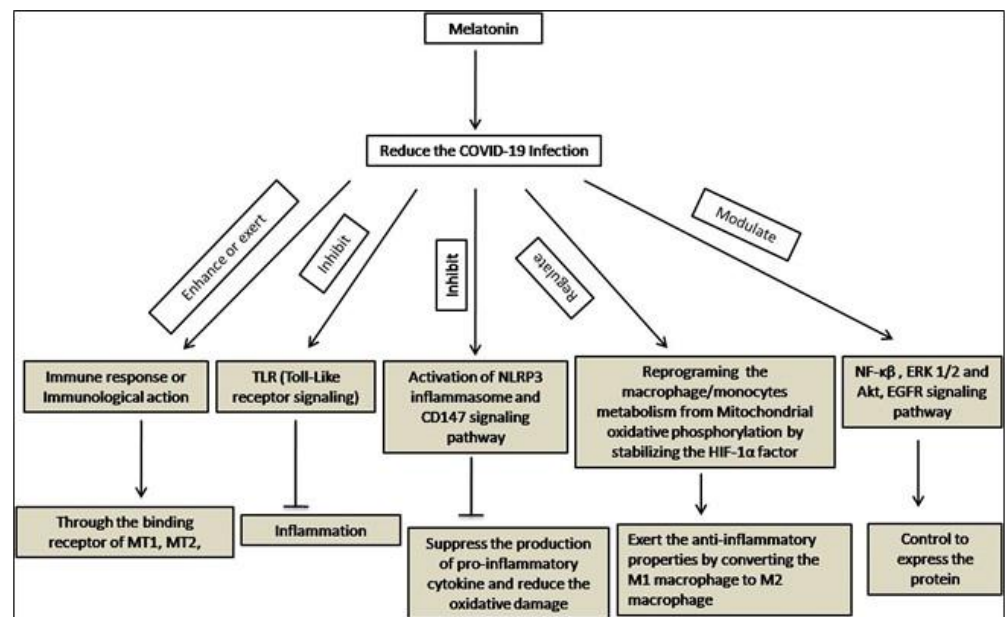 Melatonin
Reduce the COVID-19 Infection
Enhance or exert
Inhibit
Inhibit
Regulate
Modulate
Immune response or
Immunological action
TLR (Toll-Like
receptor signaling)
Activation of NLRP3
inflammasome and
CD147 signaling
pathway
Reprograming the
macrophage/monocytes
metabolism from Mitochondrial
oxidative phosphorylation by
stabilizing the HIF-1α factor
NF-κβ , ERK 1/2 and
Akt, EGFR signaling
pathway
Through the binding
receptor of MT1, MT2,
Inflammation
Suppress the production
of pro-inflammatory
cytokine and reduce the
oxidative damage
Exert the anti-inflammatory
properties by converting the
M1 macrophage to M2
macrophage
Control to
express the
protein